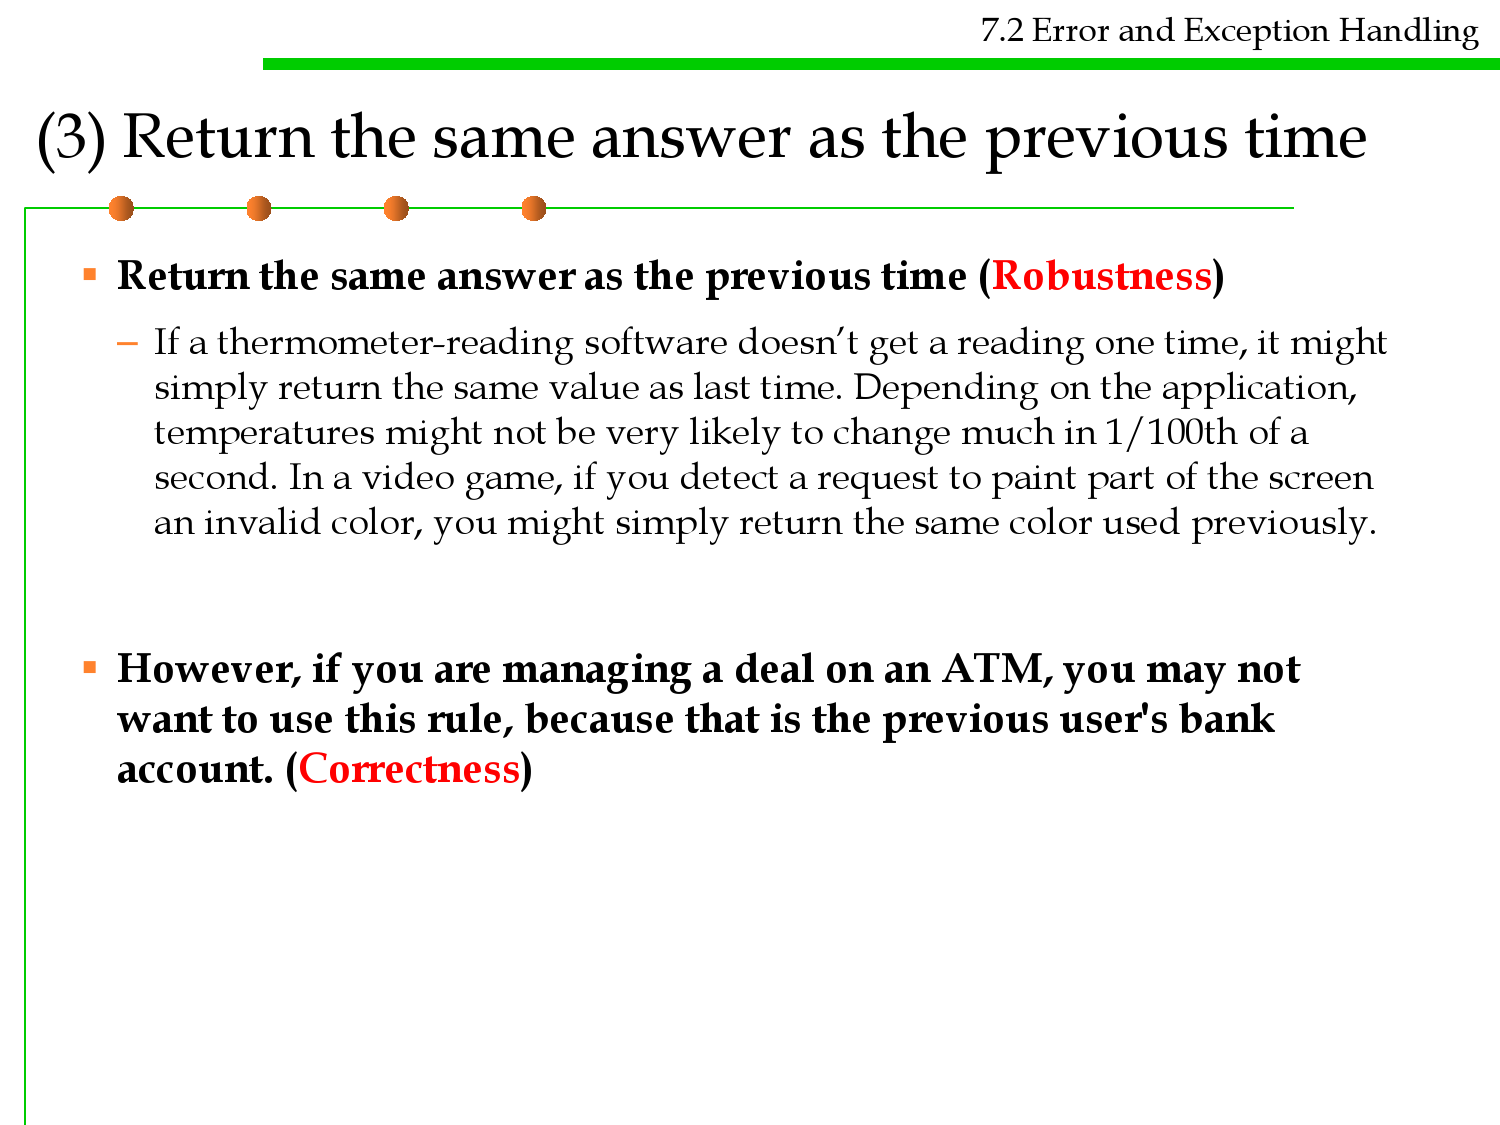 7.2 Error and Exception Handling
(3) Return the same answer as the previous time
▪ Return the same answer as the previous time (Robustness)
– If a thermometer-reading software doesn’t get a reading one time, it might
simply return the same value as last time. Depending on the application,
temperatures might not be very likely to change much in 1/100th of a
second. In a video game, if you detect a request to paint part of the screen
an invalid color, you might simply return the same color used previously.
▪ However, if you are managing a deal on an ATM, you may not
want to use this rule, because that is the previous user's bank
account. (Correctness)